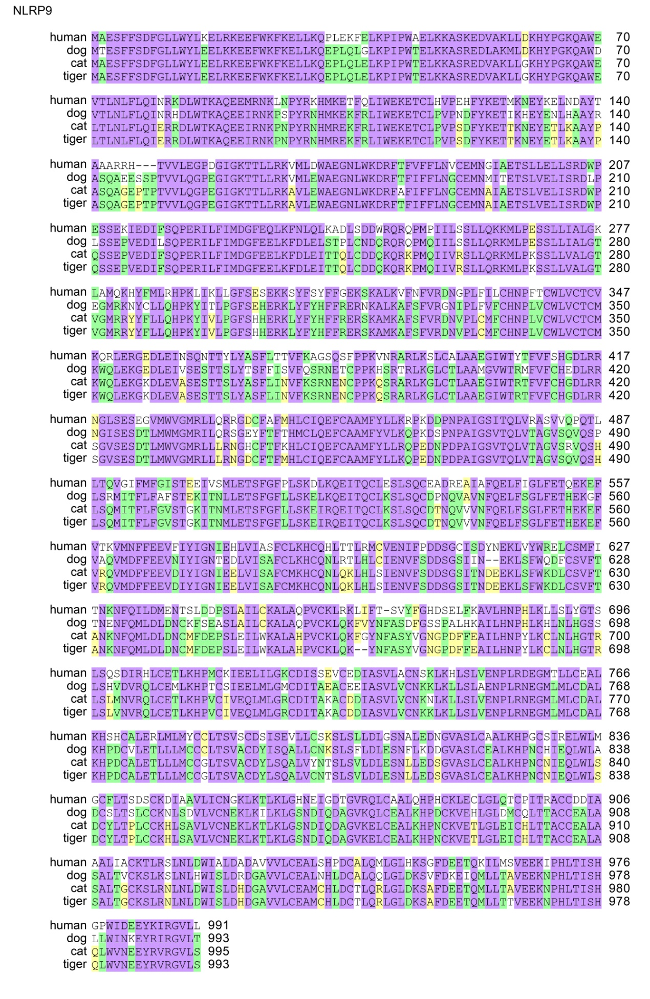 NLRP9
human MAESFFSDFGLLWYLKELRKEEFWKFKELLKQPLEKFELKPIPWAELKKASKEDVAKLLDKHYPGKQAWE 70
dog MTESFFSDFGLLWYLEELKKEEFWKFKELLKQEPLQLGLKPIPWTELKKASREDLAKMLDKHYPGKQAWD 70
cat MAESFFSDFGLLWYLEELRKEEFWKFKELLKQEPLQLELKPIPWTELKKASREDVAKLLGKHYPGKQAWE 70
tiger MAESFFSDFGLLWYLEELRKEEFWKFKELLKQEPLQLELKPIPWTELKKASREDVAKLLGKHYPGKQAWE 70
human VTLNLFLQINRKDLWTKAQEEMRNKLNPYRKHMKETFQLIWEKETCLHVPEHFYKETMKNEYKELNDAYT 140
dog VTLNLFLQINRHDLWTKAQEEIRNKPSPYRNHMKEKFRLIWEKETCLPVPNDFYKETIKHEYENLHAAYR 140
cat LTLNLFLQIERRDLWTKAQEEIRNKPNPYRNHMREKFRLIWEKETCLPVPSDFYKETTKNEYETLKAAYP 140
tiger LTLNLFLQIERRDLWTKAQEEIRNKPNPYRNHMREKFRLIWEKETCLPVPSDFYKETTKNEYETLKAAYP 140
human AAARRH---TVVLEGPDGIGKTTLLRKVMLDWAEGNLWKDRFTFVFFLNVCEMNGIAETSLLELLSRDWP 207
dog ASQAEESSPTVVLQGPEGIGKTTLLRKVMLEWAEGNLWKDRFTFIFFLNGCEMNMITETSLVELISRDLP 210
cat ASQAGEPTPTVVLQGPEGIGKTTLLRKAVLEWAEGNLWKDRFAFIFFLNGCEMNAIAETSLVELISRDWP 210
tiger ASQAGEPTPTVVLQGPEGIGKTTLLRKAVLEWAEGNLWKDRFTFIFFLNGCEMNAIAETSLVELISRDWP 210
human ESSEKIEDIFSQPERILFIMDGFEQLKFNLQLKADLSDDWRQRQPMPIILSSLLQKKMLPESSLLIALGK 277
dog LSSEPVEDILSQPERILFIMDGFEELKFDLELSTPLCNDQRQRQPMQIILSSLLQRKMLPESSLLIALGT 280
cat QSSEPVEDIFSQPERILFIMDGFEELKFDLEITTQLCDDQKQRKPMQIIVRSLLQRKMLPKSSLLVALGT 280
tiger QSSEPVEDIFSQPERILFIMDGFEELKFDLEITTQLCDDQKQRKPMQIIVRSLLQRKMLPKSSLLVALGT 280
human LAMQKHYFMLRHPKLIKLLGFSESEKKSYFSYFFGEKSKALKVFNFVRDNGPLFILCHNPFTCWLVCTCV 347
dog EGMRKNYCLLQHPKYITLPGFSEHERKLYFYHFFRERNKALKAFSFVRGNIPLFVFCHNPLVCWLVCTCM 350
cat VGMRRYYFLLQHPKYIVLPGFSHHERKLYFYHFFRERSKAMKAFSFVRDNVPLCMFCHNPLVCWLVCTCM 350
tiger VGMRRYYFLLQHPKYIVLPGFSHHERKLYFYHFFRERSKAMKAFSFVRDNVPLCMFCHNPLVCWLVCTCM 350
human KQRLERGEDLEINSQNTTYLYASFLTTVFKAGSQSFPPKVNRARLKSLCALAAEGIWTYTFVFSHGDLRR 417
dog KWQLEKGEDLEIVSESTTSLYTSFFISVFQSRNETCPPKHSRTRLKGLCTLAAMGVWTRMFVFCHEDLRR 420
cat KWQLEKGKDLEVASESTTSLYASFLINVFKSRNENCPPKQSRARLKGLCTLAAEGIWTRTFVFCHGDLRR 420
tiger KWQLEKGKDLEVASESTTSLYASFLINVFKSRNENCPPKQSRARLKGLCTLAAEGIWTRTFVFCHGDLRR 420
human NGLSESEGVMWVGMRLLQRRGDCFAFMHLCIQEFCAAMFYLLKRPKDDPNPAIGSITQLVRASVVQPQTL 487
dog NGISESDTLMWMGMRILQRSGEYFTFTHMCLQEFCAAMFYVLKQPKDSPNPAIGSVTQLVTAGVSQVQSP 490
cat SGVSESDTLMWVGMRLLLRNGHCFTFKHLCIQEFCAAMFYLLRQPEDNPDPAIGSVTQLVTAGVSRVQSH 490
tiger SGVSESDTLMWVGMRLLLRNGDCFTFMHLCIQEFCAAMFYLLKQPEDNPDPAIGSVTQLVTAGVSQVQSH 490
human LTQVGIFMFGISTEEIVSMLETSFGFPLSKDLKQEITQCLESLSQCEADREAIAFQELFIGLFETQEKEF 557
dog LSRMITFLFAFSTEKITNLLETSFGFLLSKELKQEITQCLKSLSQCDPNQVAVNFQELFSGLFETHEKGF 560
cat LSQMITFLFGVSTGKITNMLETSFGFLLSKEIRQEITQCLKSLSQCDTNQVVVNFQELFSGLFETHEKEF 560
tiger LSQMITFLFGVSTGKITNMLETSFGFLLSKEIRQEITQCLKSLSQCDTNQVVVNFQELFSGLFETHEKEF 560
human VTKVMNFFEEVFIYIGNIEHLVIASFCLKHCQHLTTLRMCVENIFPDDSGCISDYNEKLVYWRELCSMFI 627
dog VAQVMDFFEEVNIYIGNTEDLVISAFCLKHCQNLRTLHLCIENVFSDDSGSIIN--EKLSFWQDFCSVFT 628
cat VRQVMDFFEEVDIYIGNIEELVISAFCMKHCQNLQKLHLSIENVFSDDSGSITNDEEKLSFWKDLCSVFT 630
tiger VRQVMDFFEEVDIYIGNIEELVISAFCMKHCQNLQKLHLSIENVFSDDSGSITNDEEKLSFWKDLCSVFT 630
human TNKNFQILDMENTSLDDPSLAILCKALAQPVCKLRKLIFT-SVYFGHDSELFKAVLHNPHLKLLSLYGTS 696
dog TNENFQMLDLDNCKFSEASLAILCKALAQPVCKLQKFVYNFASDFGSSPALHKAILHNPHLKHLNLHGSS 698
cat ANKNFQMLDLDNCMFDEPSLEILWKALAHPVCKLQKFGYNFASYVGNGPDFFEAILHNPYLKCLNLHGTR 700
tiger ANKNFQMLDLDNCMFDEPSLEILWKALAHPVCKLQK--YNFASYVGNGPDFFEAILHNPYLKCLNLHGTR 698
human LSQSDIRHLCETLKHPMCKIEELILGKCDISSEVCEDIASVLACNSKLKHLSLVENPLRDEGMTLLCEAL 766
dog LSHVDVRQLCEMLKHPTCSIEELMLGMCDITAEACEEIASVLVCNKKLKLLSLAENPLRNEGMLMLCDAL 768
cat LSLMNVRQLCETLKHPVCIVEQLMLGRCDITAKACDDIASVLVCNKNLKLLSLVENPLRNEGMLMLCDAL 770
tiger LSLVNVRQLCETLKHPVCIVEQLMLGRCDITAKACDDIASVLVCNKKLKLLSLVENPLRNEGMLMLCDAL 768
human KHSHCALERLMLMYCCLTSVSCDSISEVLLCSKSLSLLDLGSNALEDNGVASLCAALKHPGCSIRELWLM 836
dog KHPDCVLETLLLMCCCLTSVACDYISQALLCNKSLSFLDLESNFLKDDGVASLCEALKHPNCHIEQLWLA 838
cat KHPDCALETLLLMCCGLTSVACDYLSQALVYNTSLSVLDLESNLLEDSGVASLCEALKHPNCNIEQLWLS 840
tiger KHPDCALETLLLMCCGLTSVACDYLSQALVCNTSLSVLDLESNLLEDSGVASLCEALKHPNCNIEQLWLS 838
human GCFLTSDSCKDIAAVLICNGKLKTLKLGHNEIGDTGVRQLCAALQHPHCKLECLGLQTCPITRACCDDIA 906
dog DCSLTSLCCKNLSDVLVCNEKLKILKLGSNDIQDAGVKQLCEALKHPDCKVEHLGLDMCQLTTACCEALA 908
cat DCYLTPLCCKHLSAVLVCNEKLKTLKLGSNDIQDAGVKELCEALKHPNCKVETLGLEICHLTTACCEALA 910
tiger DCYLTPLCCKHLSAVLVCNEKLKTLKLGSNDIQDAGVKELCEALKHPNCKVETLGLEICHLTTACCEALA 908
human AALIACKTLRSLNLDWIALDADAVVVLCEALSHPDCALQMLGLHKSGFDEETQKILMSVEEKIPHLTISH 976
dog SALTVCKSLKSLNLHWISLDRDGAVVLCEALNHLDCALQQLGLDKSVFDKEIQMLLTAVEEKNPHLTISH 978
cat SALTGCKSLRNLNLDWISLDHDGAVVLCEAMCHLDCTLQRLGLDKSAFDEETQMLLTAVEEKNPHLTISH 980
tiger SALTGCKSLRNLNLDWISLDHDGAVVLCEAMCHLDCTLQRLGLDKSAFDEETQMLLTTVEEKNPHLTISH 978
human GPWIDEEYKIRGVLL 991
dog LLWINKEYRIRGVLT 993
cat QLWVNEEYRVRGVLS 995
tiger QLWVNEEYRVRGVLS 993